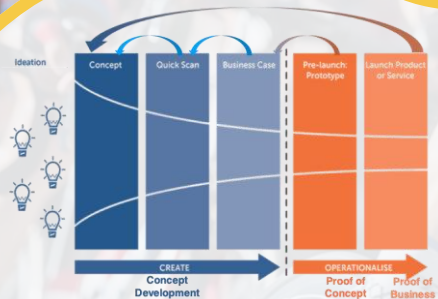 Ideation
Concept
Quick Scan
Business Case
Pre-launch:
Prototype
Launch Product
or Service
CREATE
OPERATIONALISE
Concept
Development
Proof of
Concept
Proof of
Business